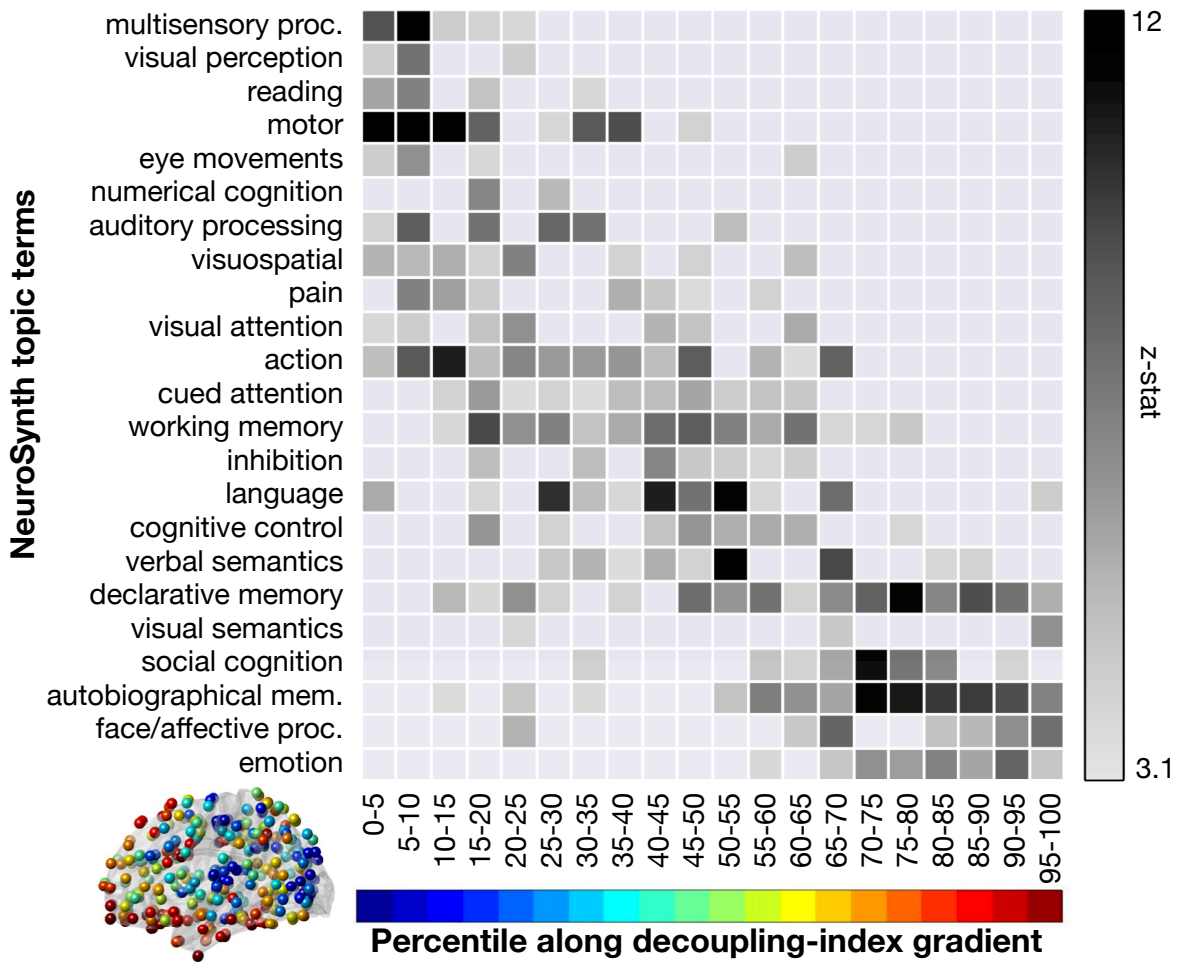 NeuroSynth topic terms
multisensory proc.
visual perception
reading
motor
eye movements
numerical cognition
auditory processing
visuospatial
pain
visual attention
action
cued attention
working memory
inhibition
language
cognitive control
verbal semantics
declarative memory
visual semantics
social cognition
autobiographical mem.
face/affective proc.
emotion
12
z-stat
3.1
0-5
5-10
10-15
15-20
20-25
25-30
30-35
35-40
40-45
45-50
50-55
55-60
60-65
65-70
70-75
75-80
80-85
85-90
90-95
95-100
Percentile along decoupling-index gradient